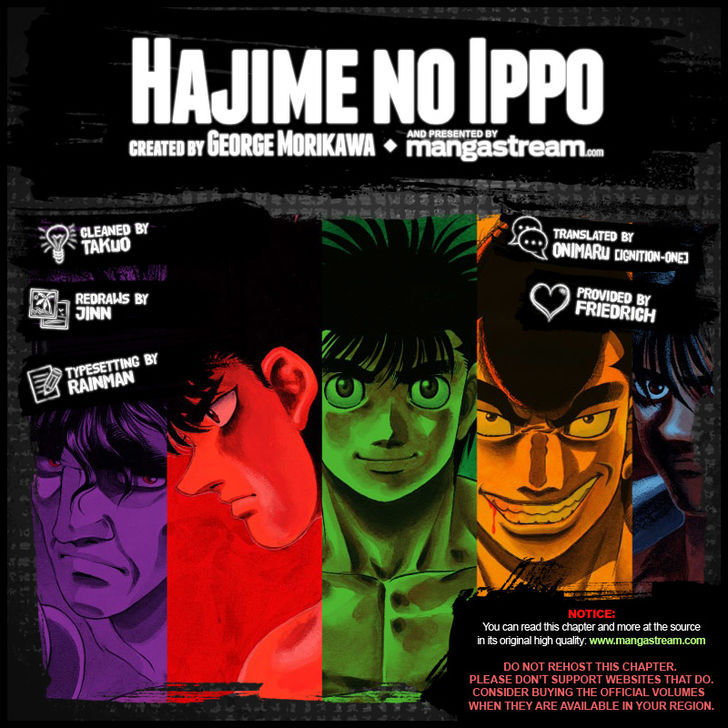 HAJIME NO IPPO
CREATED BY GEORGE MORIKAWA ◆ AND PRESENTED BY mangastream.com
CLEANED BY
TAKUO
REDRAWS BY
JINN
TYPESETTING BY
RAINMAN
TRANSLATED BY
ONIMARU [IGNITION-ONE]
PROVIDED BY
FRIEDRICH
NOTICE:
You can read this chapter and more at the source
in its original high quality: www.mangastream.com
DO NOT REHOST THIS CHAPTER.
PLEASE DON'T SUPPORT WEBSITES THAT DO.
CONSIDER BUYING THE OFFICIAL VOLUMES
WHEN THEY ARE AVAILABLE IN YOUR REGION.